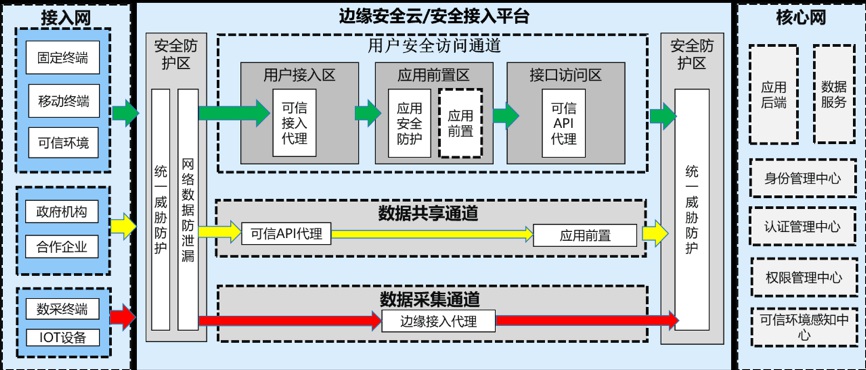 接入网
固定终端
移动终端
可信环境
政府机构
合作企业
数采终端
IOT设备
边缘安全云/安全接入平台
安全防
护区
统一威胁防护
网络数据防泄漏
用户安全访问通道
用户接入区
可信
接入
代理
应用前置区
应用
安全
防护
应用
前置
接口访问区
可信
API
代理
数据共享通道
可信API代理
应用前置
数据采集通道
边缘接入代理
安全防
护区
统一威胁防护
核心网
应用
后端
数据
服务
身份管理中心
认证管理中心
权限管理中心
可信环境感知中
心